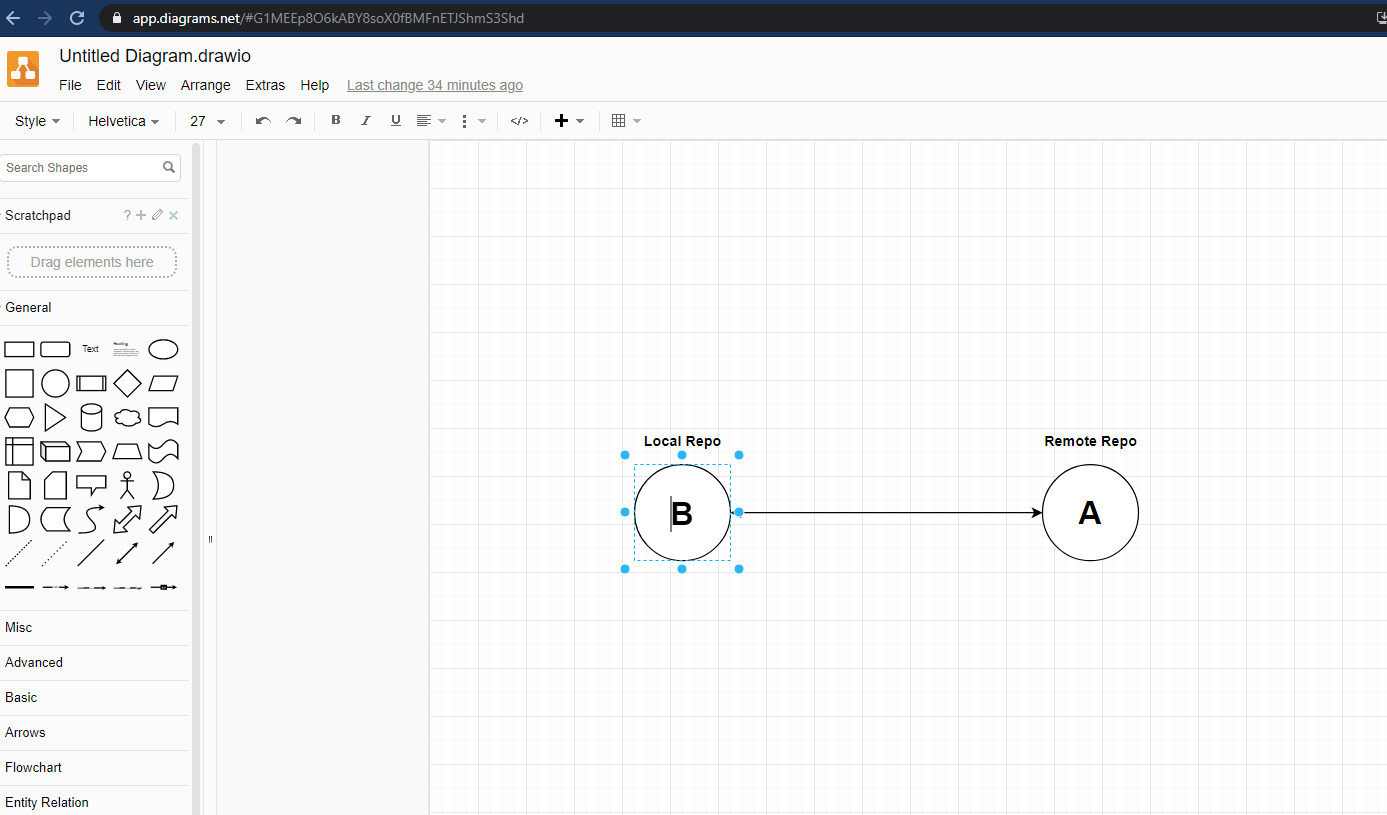 app.diagrams.net/#G1MEEp8O6kABY8soX0fBMFnETJShmS3Shd
Untitled Diagram.drawio
File Edit View Arrange Extras Help Last change 34 minutes ago
Style Helvetica 27 B I U </>
Search Shapes
Scratchpad ?
Drag elements here
General
Text Heading
Misc
Advanced
Basic
Arrows
Flowchart
Entity Relation
Local Repo Remote Repo
B A